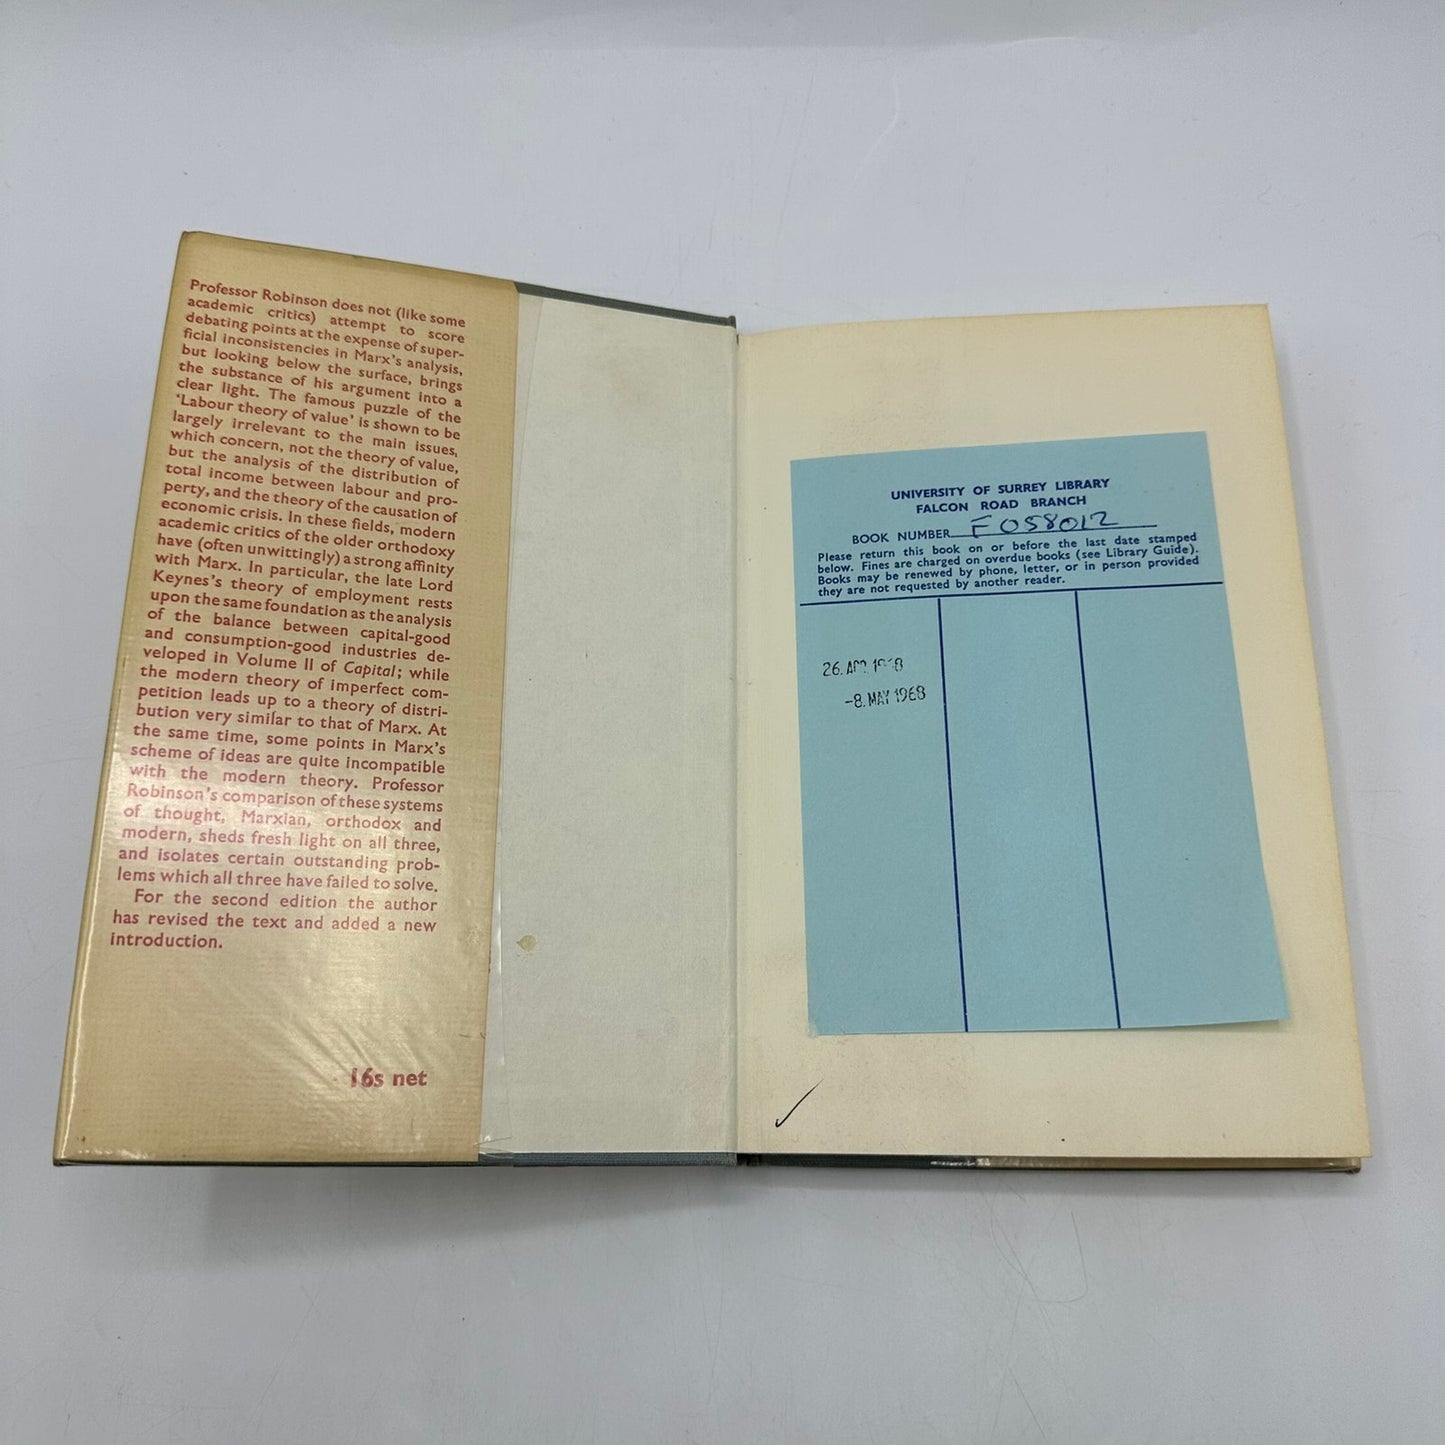 Professor Robinson does not (like some
academic critics) attempt to score
debating points at the expense of super-
ficial inconsistencies in Marx's analysis,
but looking below the surface, brings
the substance of his argument into a
clear light. The famous puzzle of the
'Labour theory of value' is shown to be
largely irrelevant to the main issues,
which concern, not the theory of value,
but the analysis of the distribution of
total income between labour and pro-
perty, and the theory of the causation of
economic crisis. In these fields, modern
academic critics of the older orthodoxy
have (often unwittingly) a strong affinity
with Marx. In particular, the late Lord
Keynes's theory of employment rests
upon the same foundation as the analysis
of the balance between capital-good
and consumption-good industries de-
veloped in Volume II of Capital; while
the modern theory of imperfect com-
petition leads up to a theory of distri-
bution very similar to that of Marx. At
the same time, some points in Marx's
scheme of ideas are quite incompatible
with the modern theory. Professor
Robinson's comparison of these systems
of thought, Marxian, orthodox and
modern, sheds fresh light on all three,
and isolates certain outstanding prob-
lems which all three have failed to solve.
For the second edition the author
has revised the text and added a new
introduction.
16s net
UNIVERSITY OF SURREY LIBRARY
FALCON ROAD BRANCH
BOOK NUMBER F058012
Please return this book on or before the last date stamped
below. Fines are charged on overdue books (see Library Guide).
Books may be renewed by phone, letter, or in person provided
they are not requested by another reader.
26. APR 1968
-8. MAY 1968